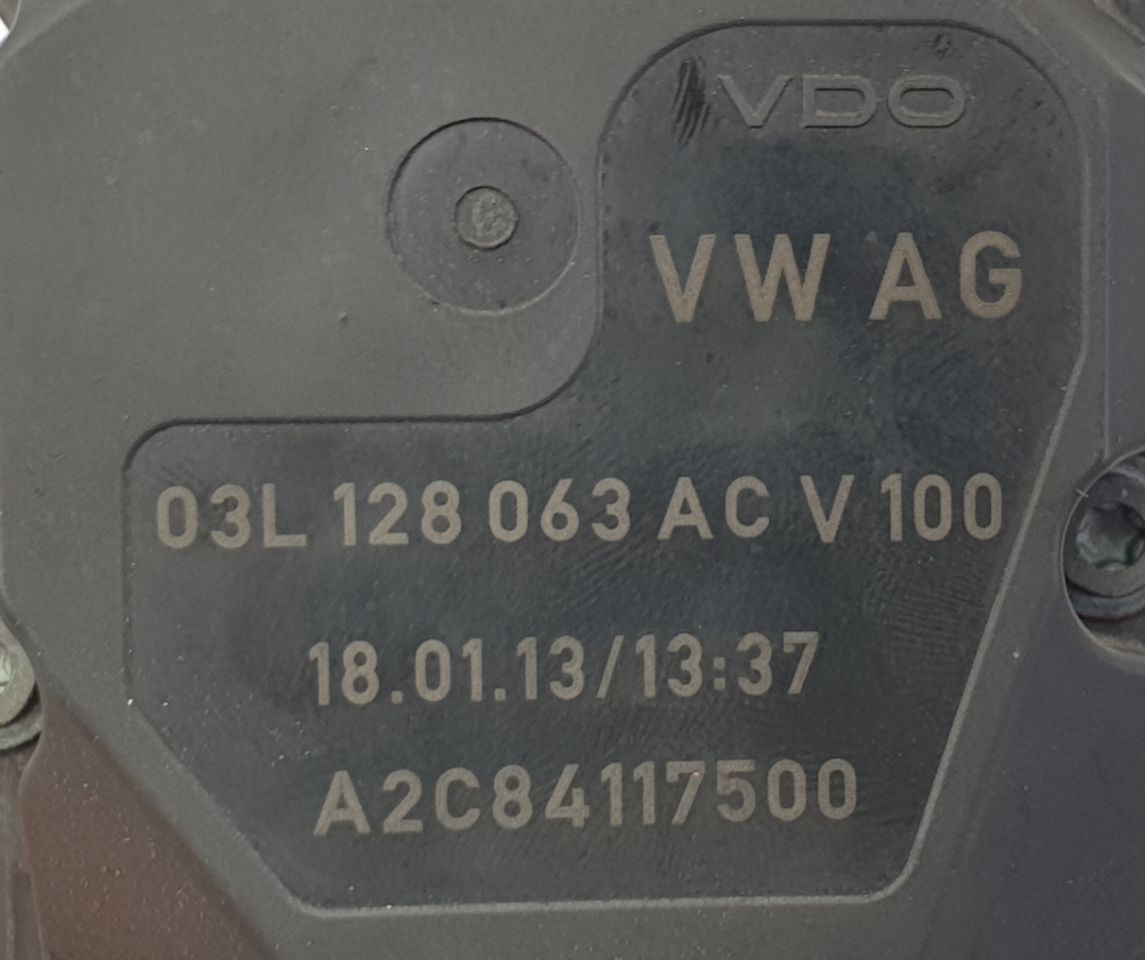 VDO
VW AG
03L 128 063 AC V 100
18.01.13/13:37
A2C84117500